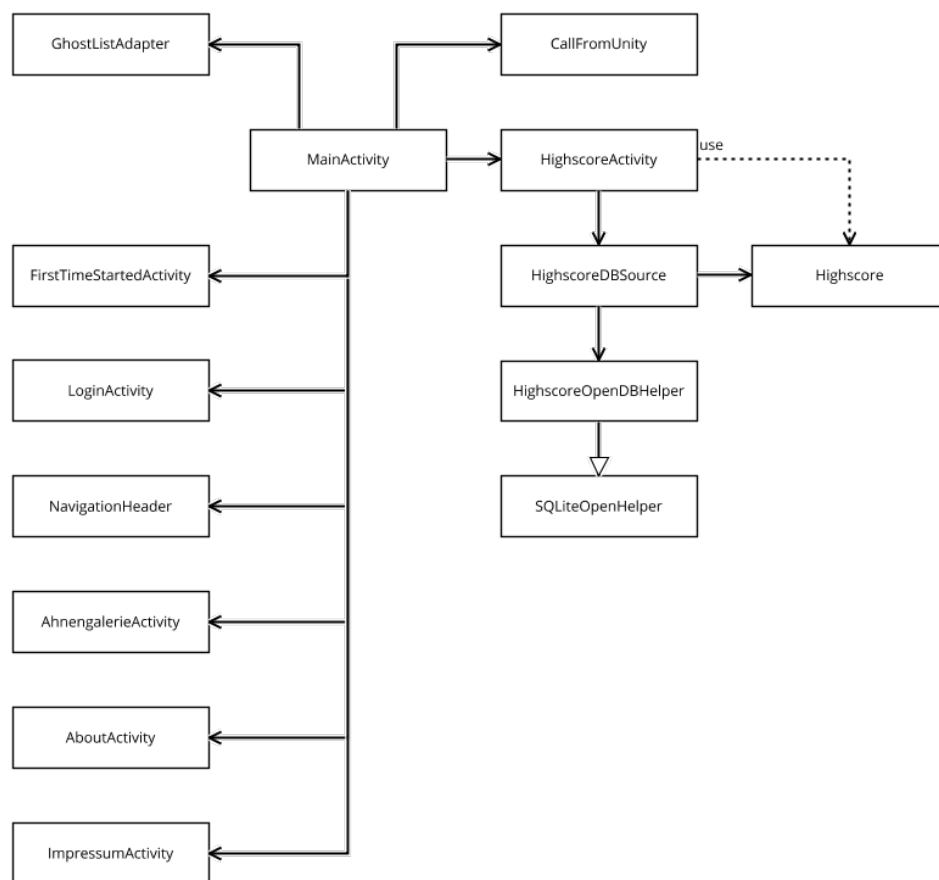 GhostListAdapter
CallFromUnity
MainActivity
HighscoreActivity
use
FirstTimeStartedActivity
HighscoreDBSource
Highscore
LoginActivity
HighscoreOpenDBHelper
NavigationHeader
SQLiteOpenHelper
AhnengalerieActivity
AboutActivity
ImpressumActivity